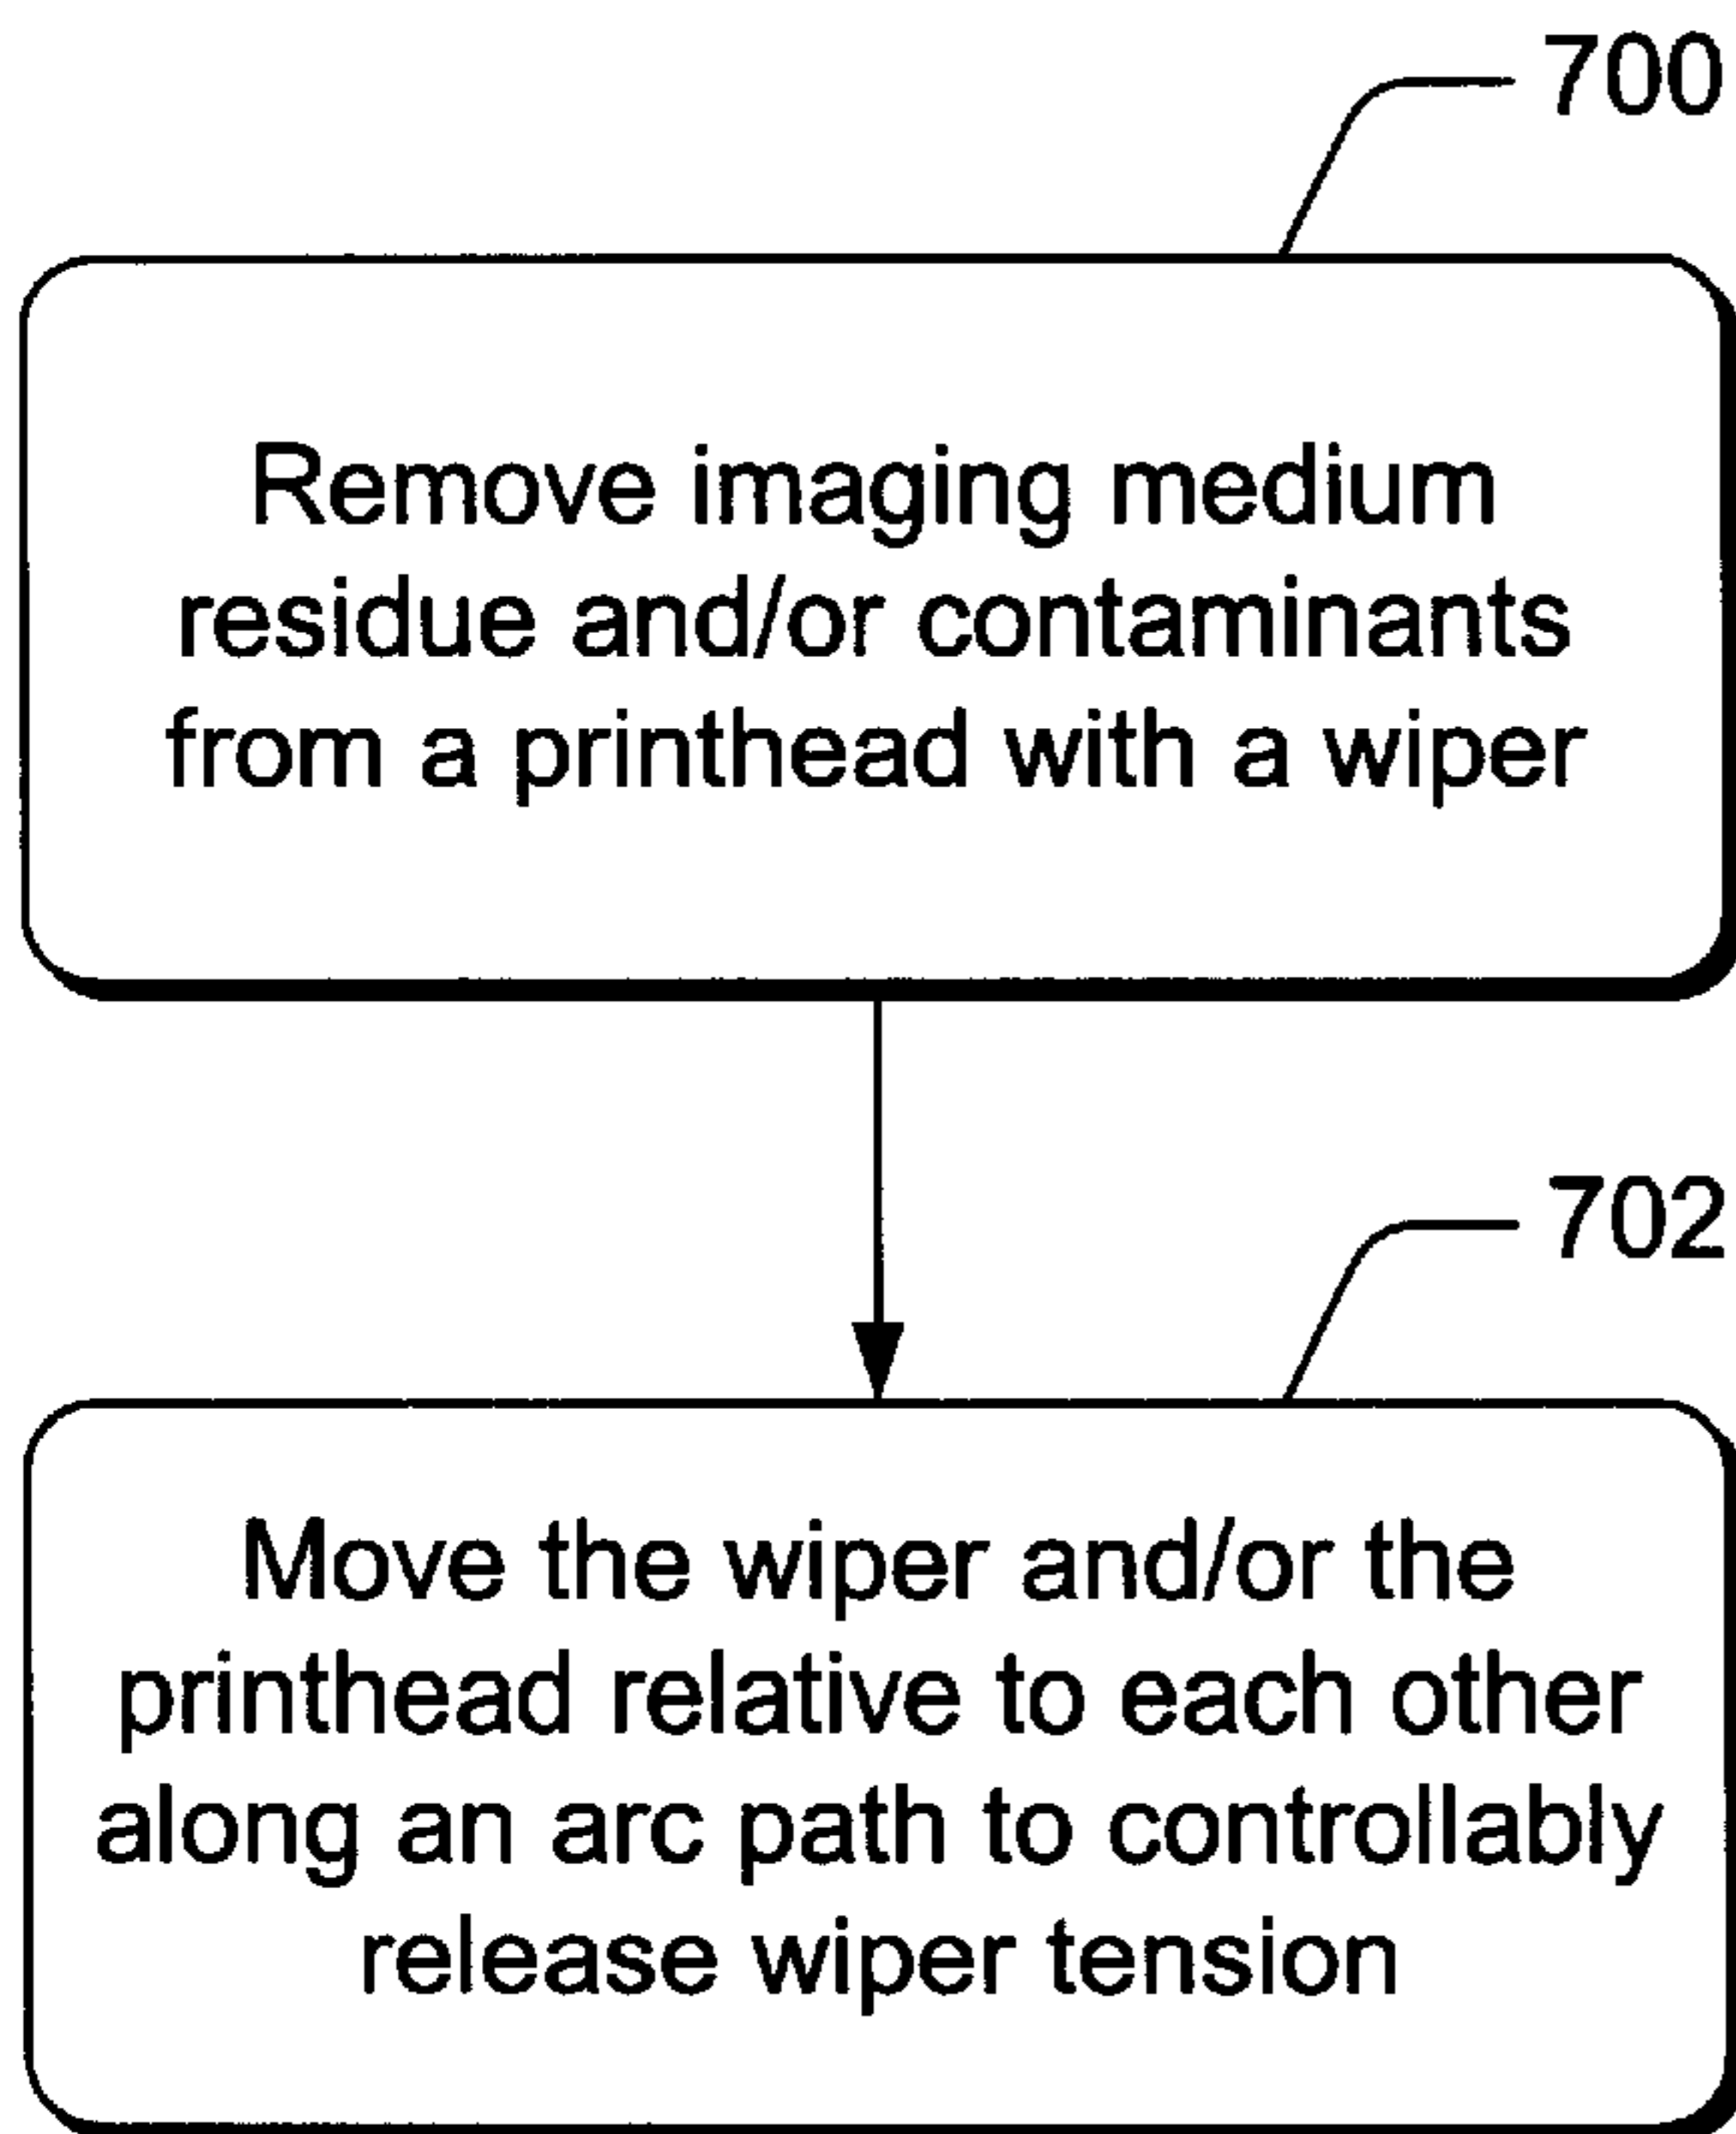 700
Remove imaging medium
residue and/or contaminants
from a printhead with a wiper
702
Move the wiper and/or the
printhead relative to each other
along an arc path to controllably
release wiper tension